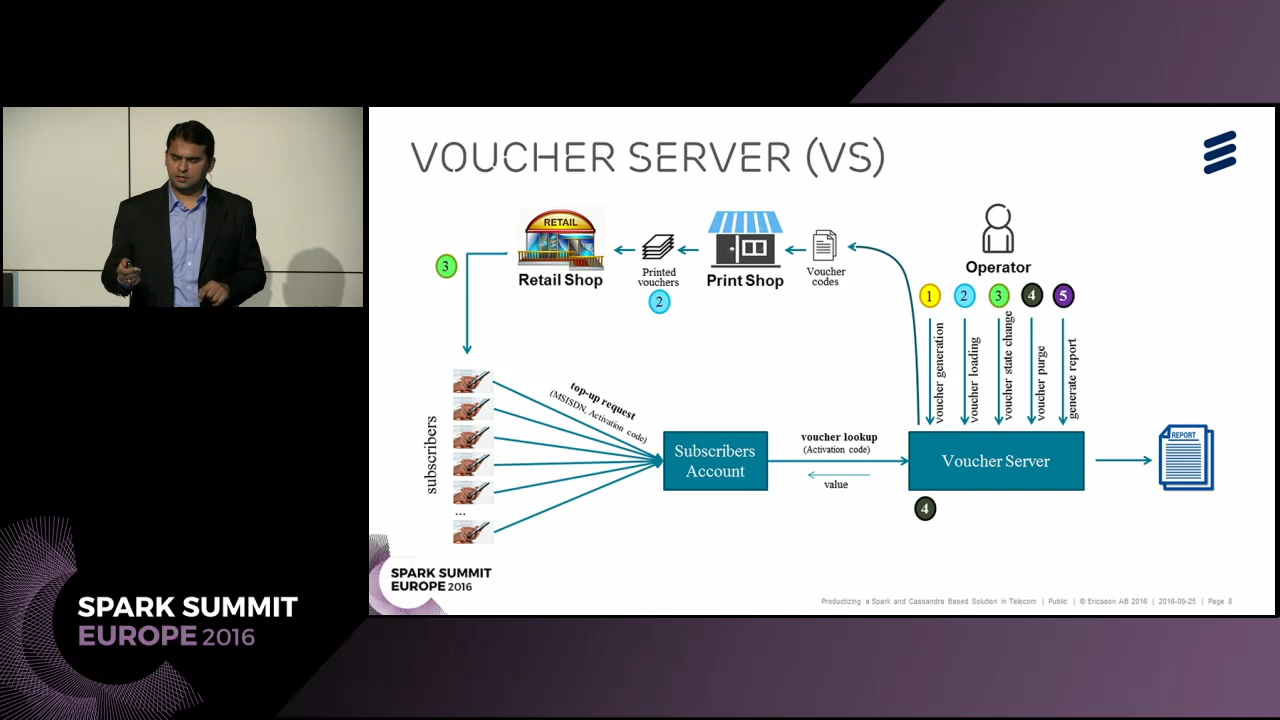 VOUCHER SERVER (VS)
RETAIL
Retail Shop
Printed
vouchers
2
Print Shop
Voucher
codes
Operator
1
2
3
4
5
voucher generation
voucher loading
voucher state change
voucher purge
generate report
3
subscribers
...
top-up request
(MSISDN, Activation code)
Subscribers
Account
voucher lookup
(Activation code)
value
Voucher Server
4
REPORT
SPARK SUMMIT
EUROPE 2016
Productizing a Spark and Cassandra Based Solution in Telecom | Public | © Ericsson AB 2016 | 2016-09-25 | Page 8
SPARK SUMMIT
EUROPE 2016